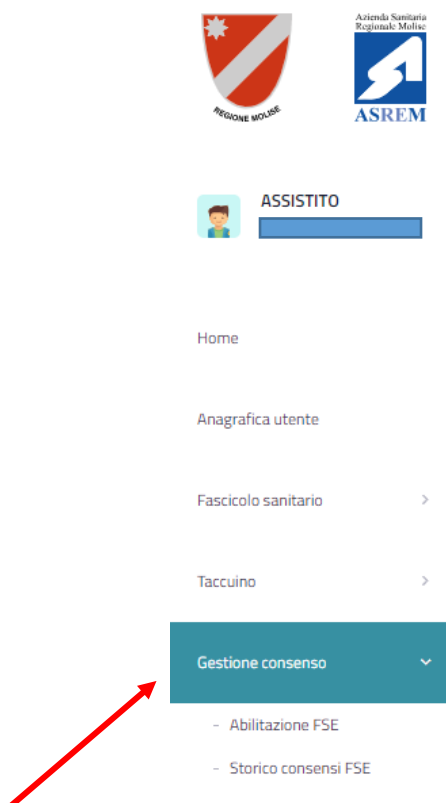 Azienda Sanitaria
Regionale Molise
REGIONE MOLISE
ASREM
ASSISTITO
Home
Anagrafica utente
Fascicolo sanitario
Taccuino
Gestione consenso
- Abilitazione FSE
- Storico consensi FSE